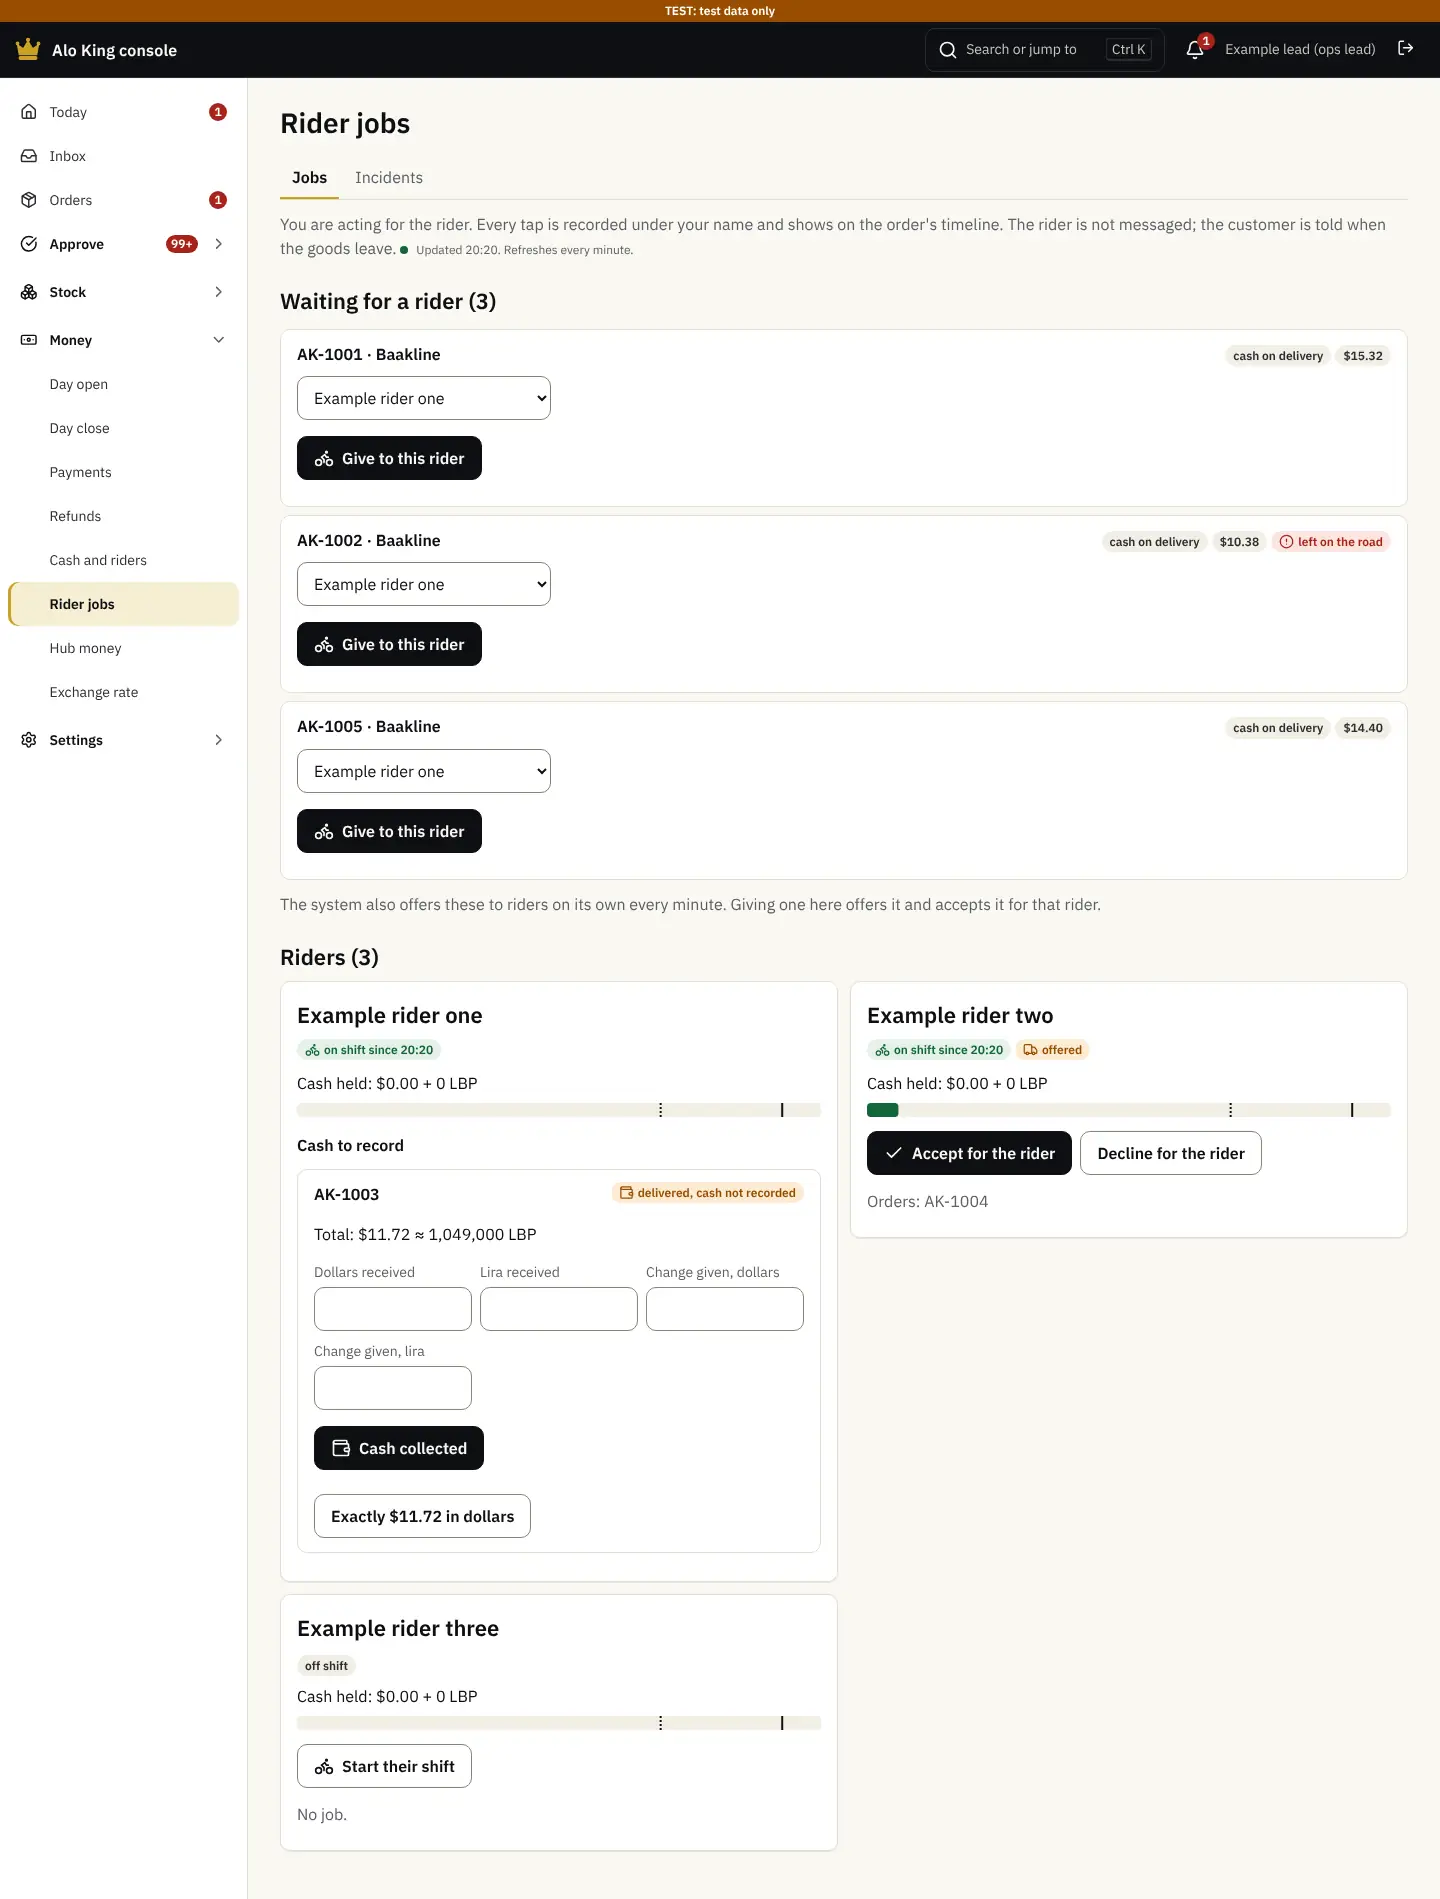 TEST: test data only
Alo King console
Search or jump to
Ctrl K
1
Example lead (ops lead)
Today
1
Inbox
Orders
1
Approve
99+
Stock
Money
Day open
Day close
Payments
Refunds
Cash and riders
Rider jobs
Hub money
Exchange rate
Settings
Rider jobs
Jobs
Incidents
You are acting for the rider. Every tap is recorded under your name and shows on the order's timeline. The rider is not messaged; the customer is told when
the goods leave. Updated 20:20. Refreshes every minute.
Waiting for a rider (3)
AK-1001 · Baakline
cash on delivery
$15.32
Example rider one
Give to this rider
AK-1002 · Baakline
cash on delivery
$10.38
left on the road
Example rider one
Give to this rider
AK-1005 · Baakline
cash on delivery
$14.40
Example rider one
Give to this rider
The system also offers these to riders on its own every minute. Giving one here offers it and accepts it for that rider.
Riders (3)
Example rider one
on shift since 20:20
Cash held: $0.00 + 0 LBP
Cash to record
AK-1003
delivered, cash not recorded
Total: $11.72 ≈ 1,049,000 LBP
Dollars received
Lira received
Change given, dollars
Change given, lira
Cash collected
Exactly $11.72 in dollars
Example rider two
on shift since 20:20
offered
Cash held: $0.00 + 0 LBP
Accept for the rider
Decline for the rider
Orders: AK-1004
Example rider three
off shift
Cash held: $0.00 + 0 LBP
Start their shift
No job.